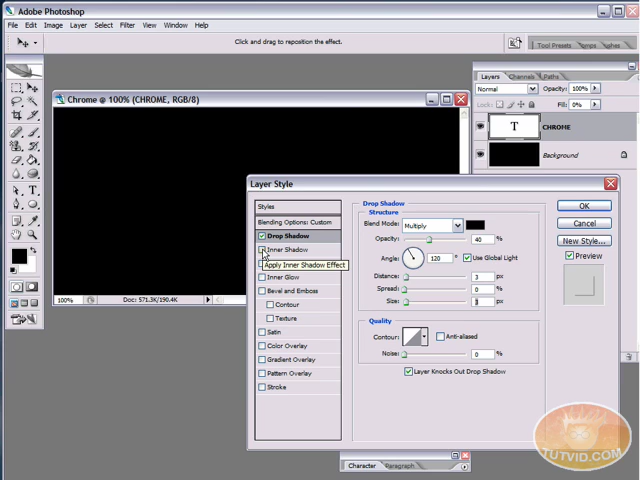 Adobe Photoshop
File Edit Image Layer Select Filter View Window Help
Click and drag to reposition the effect.
Tool Presets
Layers Channels Paths
Normal Opacity: 100%
Lock: Fill: 0%
T CHROME
Background
Chrome @ 100% (CHROME, RGB/8)
100% Doc: 571.3K/190.4K
Layer Style
Styles
Blending Options: Custom
Drop Shadow
Inner Shadow
Apply Inner Shadow Effect
Inner Glow
Bevel and Emboss
Contour
Texture
Satin
Color Overlay
Gradient Overlay
Pattern Overlay
Stroke
Drop Shadow
Structure
Blend Mode: Multiply
Opacity: 40 %
Angle: 120 ° Use Global Light
Distance: 3 px
Spread: 0 %
Size: 3 px
Quality
Contour: Anti-aliased
Noise: 0 %
Layer Knocks Out Drop Shadow
OK
Cancel
New Style...
Preview
Character Paragraph
TUTVID.COM